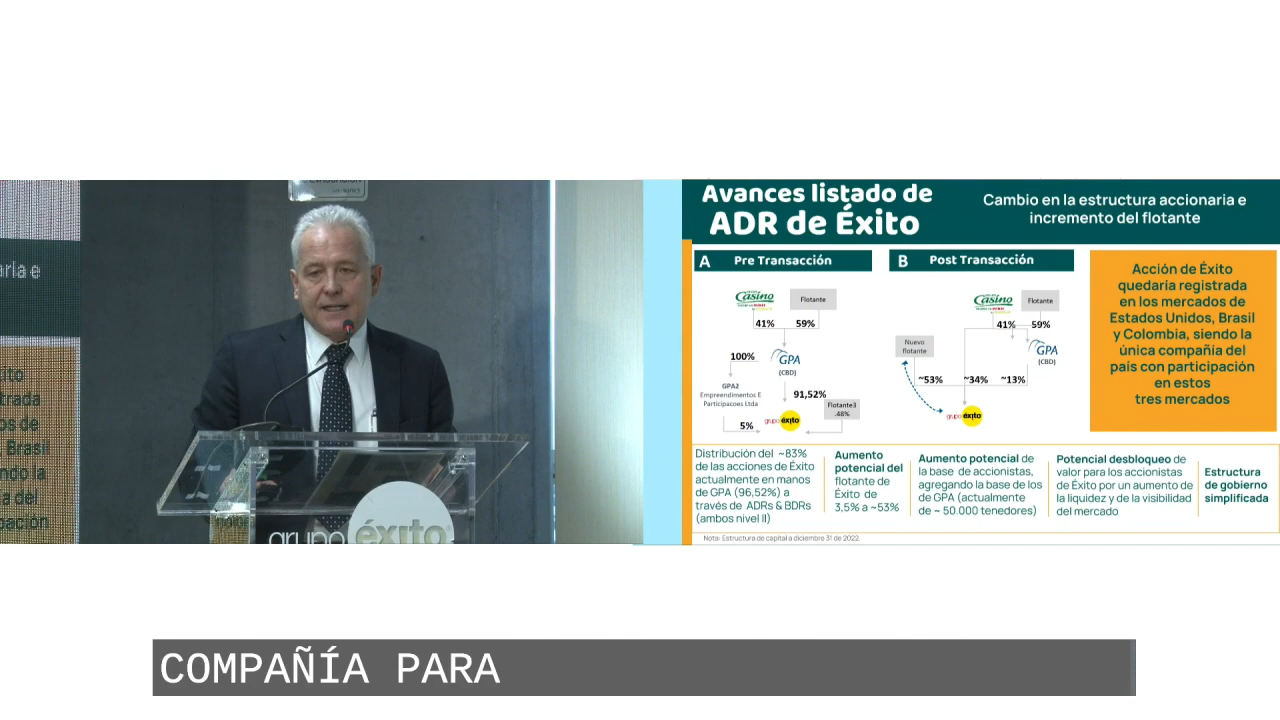 arla e
grupo éxito
Avances listado de
ADR de Éxito
Cambio en la estructura accionaria e
incremento del flotante
A Pre Transacción
Casino
Flotante
41% 59%
100%
GPA
(CBD)
GPA2
Empreendimentos E
Participacoes Ltda
91,52%
Flotante3
.48%
5%
grupo éxito
B Post Transacción
Casino
Flotante
41% 59%
Nuevo
flotante
GPA
(CBD)
~53% ~34% ~13%
grupo éxito
Acción de Éxito
quedaría registrada
en los mercados de
Estados Unidos, Brasil
y Colombia, siendo la
única compañía del
país con participación
en estos
tres mercados
Distribución del ~83%
de las acciones de Éxito
actualmente en manos
de GPA (96,52%) a
través de ADRs & BDRs
(ambos nivel II)
Aumento
potencial del
flotante de
Éxito de
3,5% a ~53%
Aumento potencial de
la base de accionistas,
agregando la base de los
de GPA (actualmente
de ~ 50.000 tenedores)
Potencial desbloqueo de
valor para los accionistas
de Éxito por un aumento de
la liquidez y de la visibilidad
del mercado
Estructura
de gobierno
simplificada
Nota: Estructura de capital a diciembre 31 de 2022.
COMPAÑÍA PARA